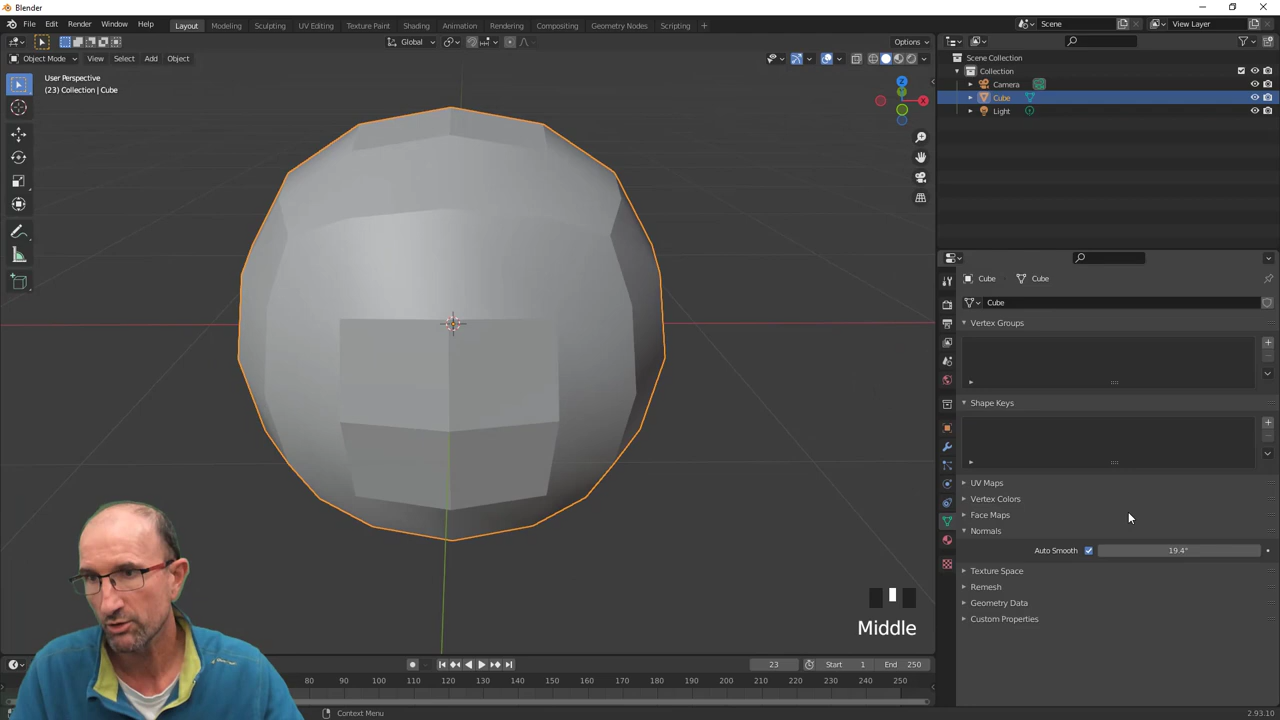 Blender
File Edit Render Window Help Layout Modeling Sculpting UV Editing Texture Paint Shading Animation Rendering Compositing Geometry Nodes Scripting + Scene View Layer
Global Options
Object Mode View Select Add Object
User Perspective
(23) Collection | Cube
Scene Collection
Collection
Camera
Cube
Light
Cube Cube
Cube
Vertex Groups
Shape Keys
UV Maps
Vertex Colors
Face Maps
Normals
Auto Smooth 19.4°
Texture Space
Remesh
Geometry Data
Custom Properties
Middle
23 Start 1 End 250
80 90 100 110 120 130 140 150 160 170 180 190 200 210 220 230 240 250
Context Menu 2.93.10